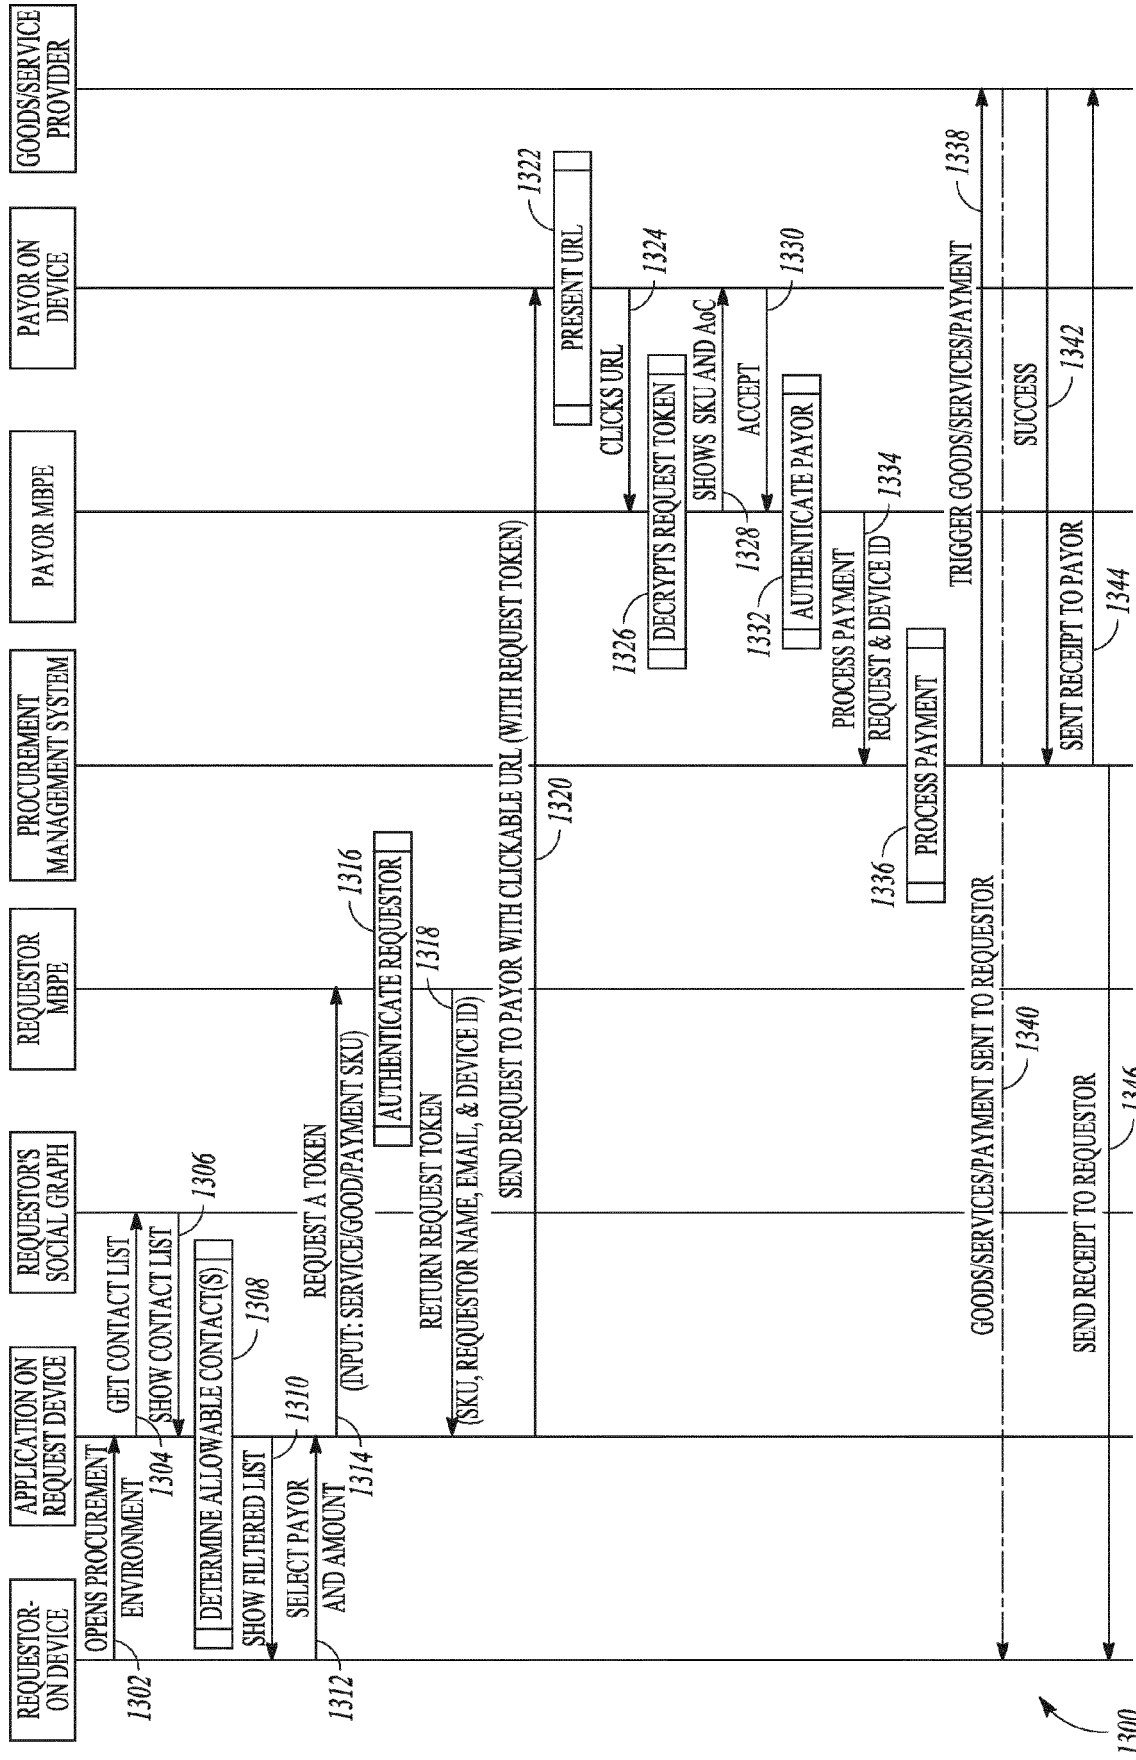 REQUESTOR-
ON DEVICE
APPLICATION ON
REQUEST DEVICE
REQUESTOR'S
SOCIAL GRAPH
REQUESTOR
MBPE
PROCUREMENT
MANAGEMENT SYSTEM
PAYOR MBPE
PAYOR ON
DEVICE
GOODS/SERVICE
PROVIDER
OPENS PROCUREMENT
ENVIRONMENT
1302
GET CONTACT LIST
1304
SHOW CONTACT LIST
1306
DETERMINE ALLOWABLE CONTACT(S)
1308
SHOW FILTERED LIST
1310
SELECT PAYOR
AND AMOUNT
1312
REQUEST A TOKEN
(INPUT: SERVICE/GOOD/PAYMENT SKU)
1314
AUTHENTICATE REQUESTOR
1316
RETURN REQUEST TOKEN
(SKU, REQUESTOR NAME, EMAIL, & DEVICE ID)
1318
SEND REQUEST TO PAYOR WITH CLICKABLE URL (WITH REQUEST TOKEN)
1320
PRESENT URL
1322
CLICKS URL
1324
DECRYPTS REQUEST TOKEN
1326
SHOWS SKU AND AoC
1328
ACCEPT
1330
AUTHENTICATE PAYOR
1332
PROCESS PAYMENT
REQUEST & DEVICE ID
1334
PROCESS PAYMENT
1336
TRIGGER GOODS/SERVICES/PAYMENT
1338
GOODS/SERVICES/PAYMENT SENT TO REQUESTOR
1340
SUCCESS
1342
SENT RECEIPT TO PAYOR
1344
SEND RECEIPT TO REQUESTOR
1346
1300